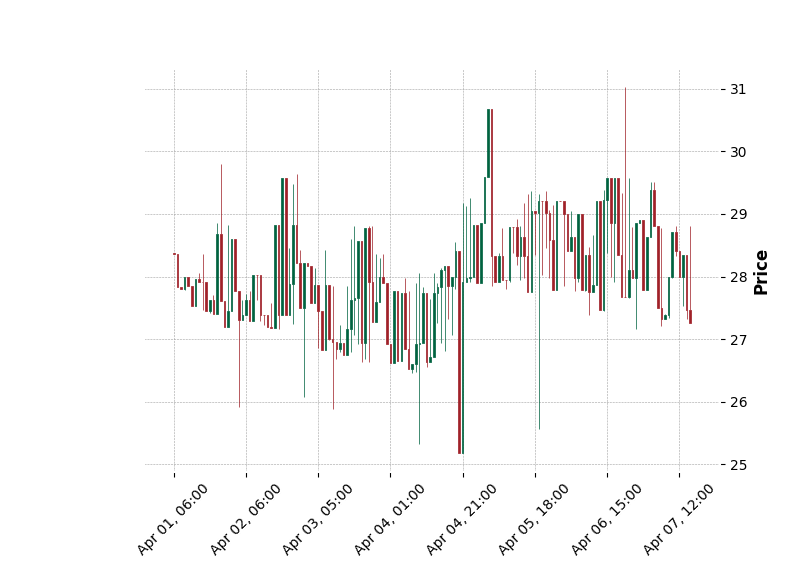 31
30
29
28
27
26
25
Price
Apr 01, 06:00
Apr 02, 06:00
Apr 03, 05:00
Apr 04, 01:00
Apr 04, 21:00
Apr 05, 18:00
Apr 06, 15:00
Apr 07, 12:00